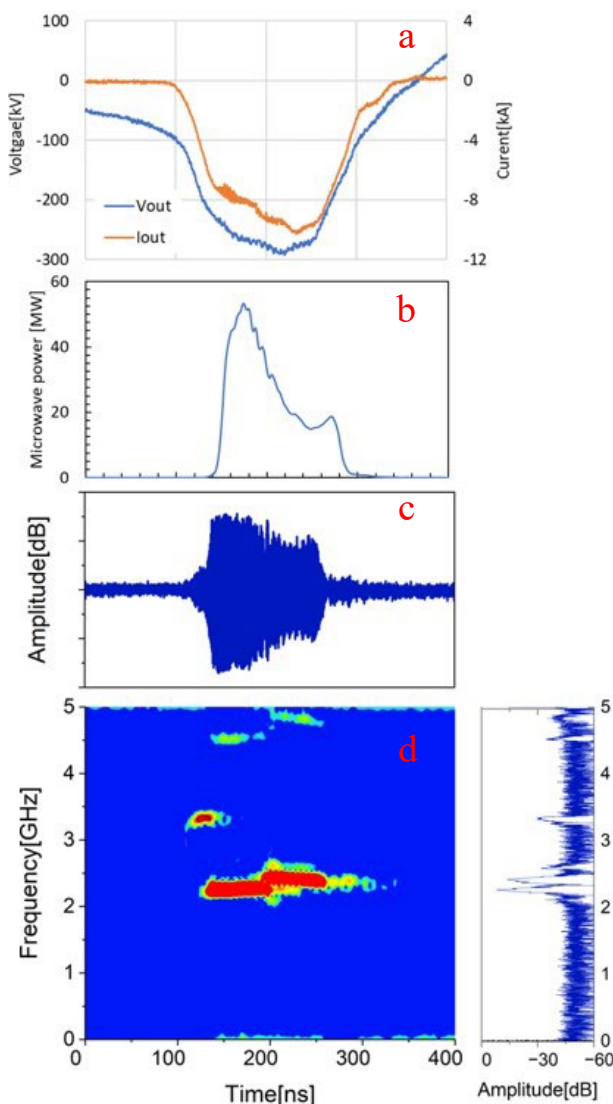 a
100
0
-100
-200
-300
Voltgae[kV]
4
0
-4
-8
-12
Curent[kA]
Vout
Iout
b
60
40
20
0
Microwave power [MW]
c
Amplitude[dB]
d
5
4
3
2
1
0
Frequency[GHz]
0
200
300
400
Time[ns]
5
4
3
2
1
0
0
−30
−60
Amplitude[dB]